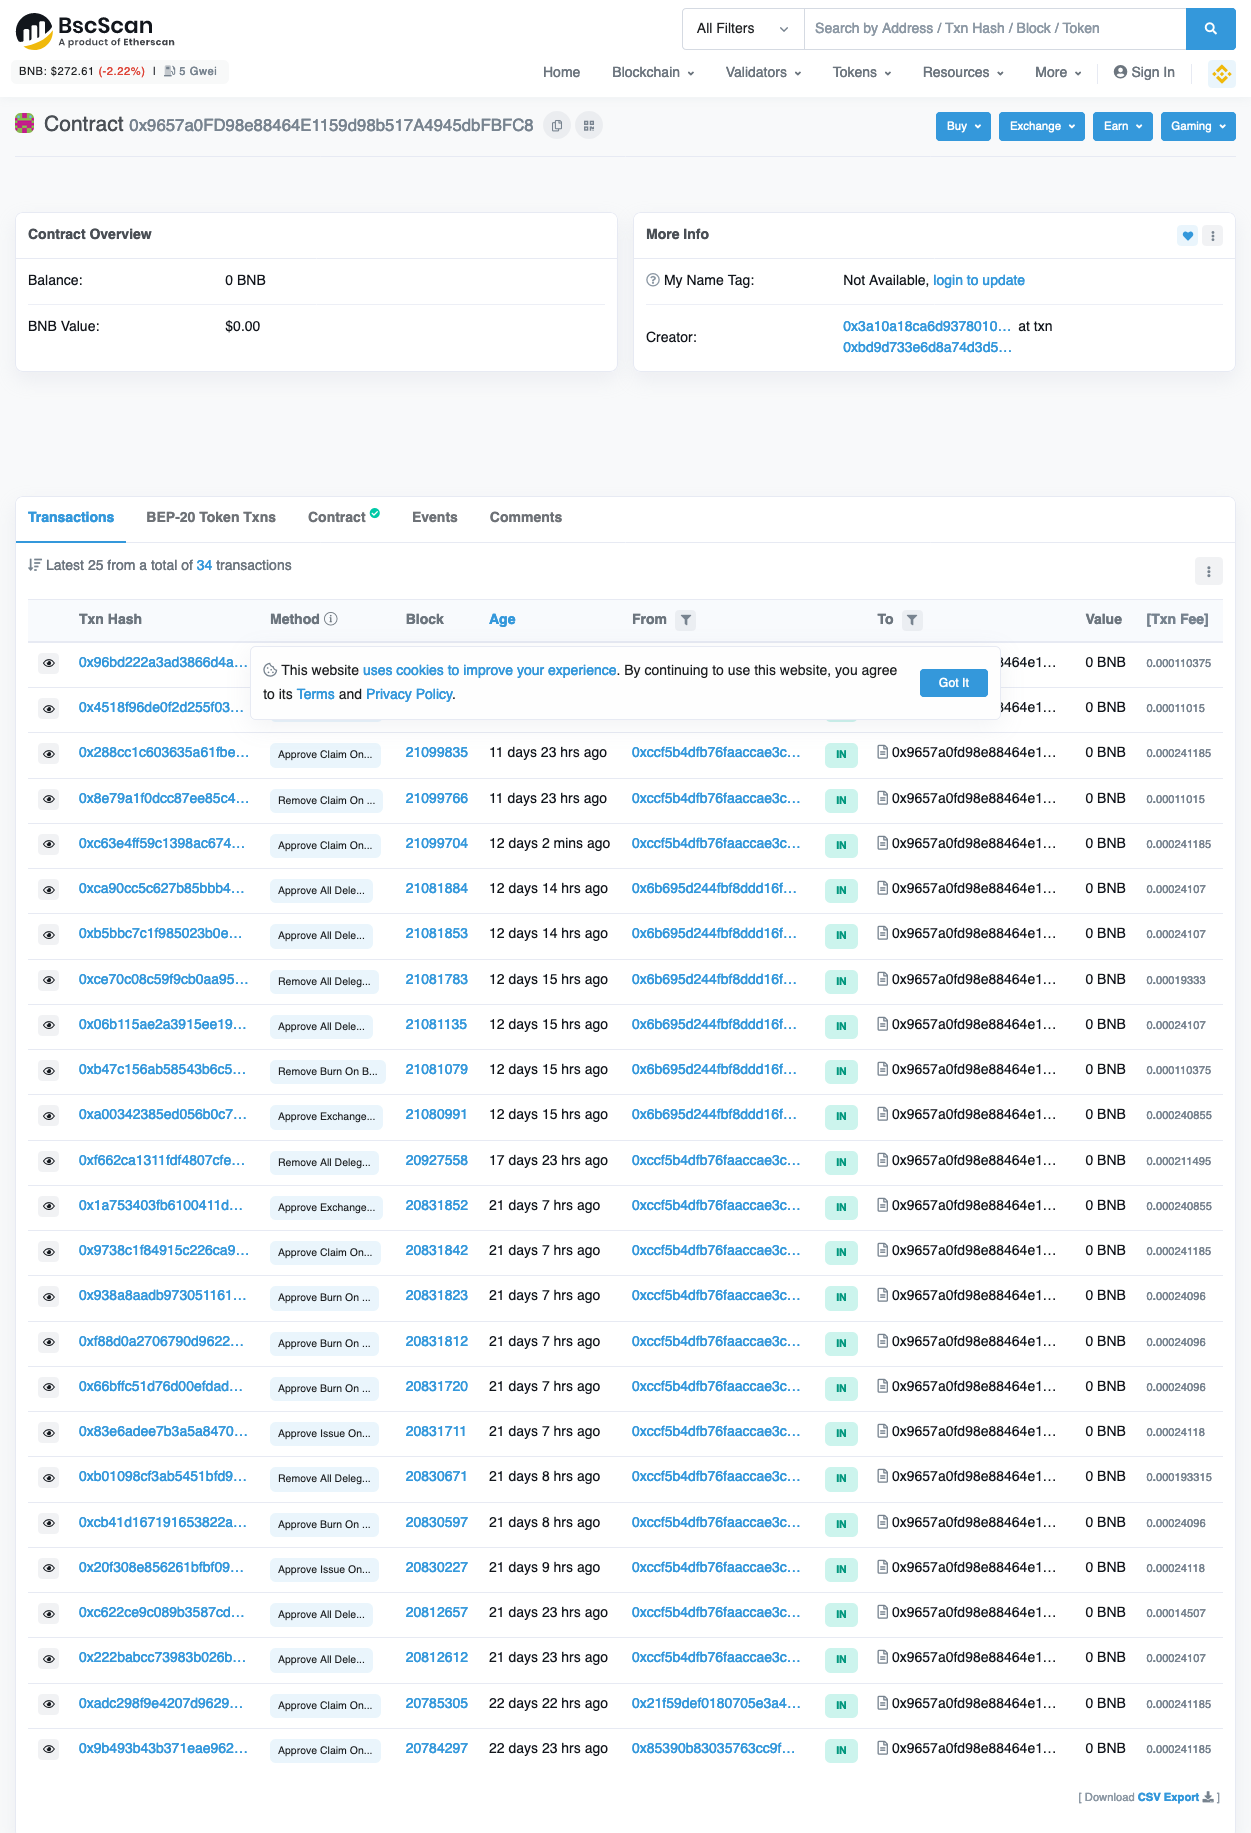 BscScan
A product of Etherscan
All Filters
Search by Address / Txn Hash / Block / Token
BNB: $272.61 (-2.22%) | 5 Gwei
Home Blockchain Validators Tokens Resources More Sign In
Contract 0x9657a0FD98e88464E1159d98b517A4945dbFBFC8
Buy Exchange Earn Gaming
Contract Overview
Balance: 0 BNB
BNB Value: $0.00
More Info
My Name Tag: Not Available, login to update
Creator: 0x3a10a18ca6d9378010... at txn
0xbd9d733e6d8a74d3d5...
Transactions BEP-20 Token Txns Contract Events Comments
Latest 25 from a total of 34 transactions
Txn Hash Method Block Age From To Value [Txn Fee]
0x96bd222a3ad3866d4a... 3464e1... 0 BNB 0.000110375
This website uses cookies to improve your experience. By continuing to use this website, you agree
to its Terms and Privacy Policy.
Got It
0x4518f96de0f2d255f03... 3464e1... 0 BNB 0.00011015
0x288cc1c603635a61fbe... Approve Claim On... 21099835 11 days 23 hrs ago 0xccf5b4dfb76faaccae3c... IN 0x9657a0fd98e88464e1... 0 BNB 0.000241185
0x8e79a1f0dcc87ee85c4... Remove Claim On ... 21099766 11 days 23 hrs ago 0xccf5b4dfb76faaccae3c... IN 0x9657a0fd98e88464e1... 0 BNB 0.00011015
0xc63e4ff59c1398ac674... Approve Claim On... 21099704 12 days 2 mins ago 0xccf5b4dfb76faaccae3c... IN 0x9657a0fd98e88464e1... 0 BNB 0.000241185
0xca90cc5c627b85bbb4... Approve All Dele... 21081884 12 days 14 hrs ago 0x6b695d244fbf8ddd16f... IN 0x9657a0fd98e88464e1... 0 BNB 0.00024107
0xb5bbc7c1f985023b0e... Approve All Dele... 21081853 12 days 14 hrs ago 0x6b695d244fbf8ddd16f... IN 0x9657a0fd98e88464e1... 0 BNB 0.00024107
0xce70c08c59f9cb0aa95... Remove All Deleg... 21081783 12 days 15 hrs ago 0x6b695d244fbf8ddd16f... IN 0x9657a0fd98e88464e1... 0 BNB 0.00019333
0x06b115ae2a3915ee19... Approve All Dele... 21081135 12 days 15 hrs ago 0x6b695d244fbf8ddd16f... IN 0x9657a0fd98e88464e1... 0 BNB 0.00024107
0xb47c156ab58543b6c5... Remove Burn On B... 21081079 12 days 15 hrs ago 0x6b695d244fbf8ddd16f... IN 0x9657a0fd98e88464e1... 0 BNB 0.000110375
0xa00342385ed056b0c7... Approve Exchange... 21080991 12 days 15 hrs ago 0x6b695d244fbf8ddd16f... IN 0x9657a0fd98e88464e1... 0 BNB 0.000240855
0xf662ca1311fdf4807cfe... Remove All Deleg... 20927558 17 days 23 hrs ago 0xccf5b4dfb76faaccae3c... IN 0x9657a0fd98e88464e1... 0 BNB 0.000211495
0x1a753403fb6100411d... Approve Exchange... 20831852 21 days 7 hrs ago 0xccf5b4dfb76faaccae3c... IN 0x9657a0fd98e88464e1... 0 BNB 0.000240855
0x9738c1f84915c226ca9... Approve Claim On... 20831842 21 days 7 hrs ago 0xccf5b4dfb76faaccae3c... IN 0x9657a0fd98e88464e1... 0 BNB 0.000241185
0x938a8aadb973051161... Approve Burn On ... 20831823 21 days 7 hrs ago 0xccf5b4dfb76faaccae3c... IN 0x9657a0fd98e88464e1... 0 BNB 0.00024096
0xf88d0a2706790d9622... Approve Burn On ... 20831812 21 days 7 hrs ago 0xccf5b4dfb76faaccae3c... IN 0x9657a0fd98e88464e1... 0 BNB 0.00024096
0x66bffc51d76d00efdad... Approve Burn On ... 20831720 21 days 7 hrs ago 0xccf5b4dfb76faaccae3c... IN 0x9657a0fd98e88464e1... 0 BNB 0.00024096
0x83e6adee7b3a5a8470... Approve Issue On... 20831711 21 days 7 hrs ago 0xccf5b4dfb76faaccae3c... IN 0x9657a0fd98e88464e1... 0 BNB 0.00024118
0xb01098cf3ab5451bfd9... Remove All Deleg... 20830671 21 days 8 hrs ago 0xccf5b4dfb76faaccae3c... IN 0x9657a0fd98e88464e1... 0 BNB 0.000193315
0xcb41d167191653822a... Approve Burn On ... 20830597 21 days 8 hrs ago 0xccf5b4dfb76faaccae3c... IN 0x9657a0fd98e88464e1... 0 BNB 0.00024096
0x20f308e856261bfbf09... Approve Issue On... 20830227 21 days 9 hrs ago 0xccf5b4dfb76faaccae3c... IN 0x9657a0fd98e88464e1... 0 BNB 0.00024118
0xc622ce9c089b3587cd... Approve All Dele... 20812657 21 days 23 hrs ago 0xccf5b4dfb76faaccae3c... IN 0x9657a0fd98e88464e1... 0 BNB 0.00014507
0x222babcc73983b026b... Approve All Dele... 20812612 21 days 23 hrs ago 0xccf5b4dfb76faaccae3c... IN 0x9657a0fd98e88464e1... 0 BNB 0.00024107
0xadc298f9e4207d9629... Approve Claim On... 20785305 22 days 22 hrs ago 0x21f59def0180705e3a4... IN 0x9657a0fd98e88464e1... 0 BNB 0.000241185
0x9b493b43b371eae962... Approve Claim On... 20784297 22 days 23 hrs ago 0x85390b83035763cc9f... IN 0x9657a0fd98e88464e1... 0 BNB 0.000241185
[ Download CSV Export ]